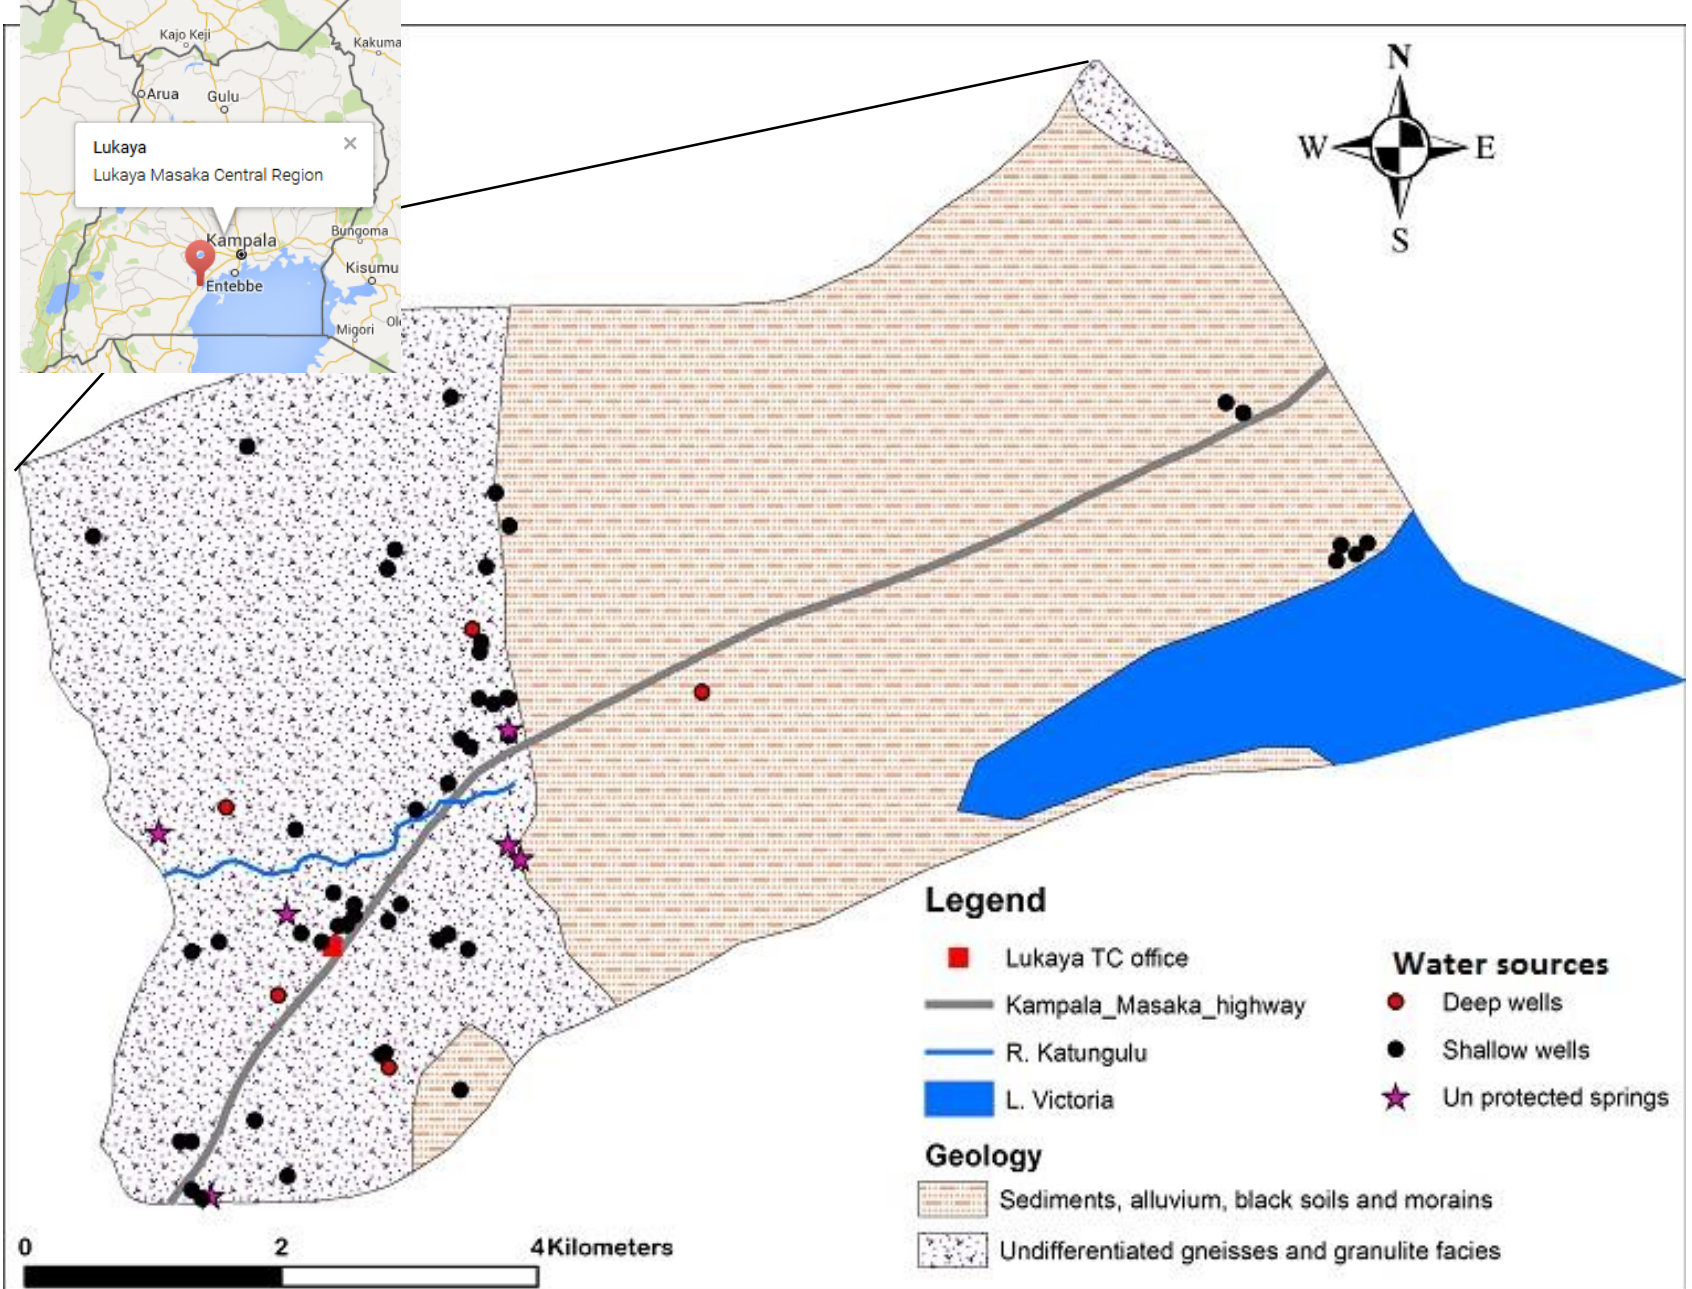 Kajo Keji
Kakuma
Arua
Gulu
Lukaya
×
Lukaya Masaka Central Region
Kampala
Bungoma
Kisumu
Entebbe
Migori
N
W
E
S
Legend
Lukaya TC office
Kampala_Masaka_highway
R. Katungulu
L. Victoria
Water sources
Deep wells
Shallow wells
Un protected springs
Geology
Sediments, alluvium, black soils and morains
Undifferentiated gneisses and granulite facies
0 2 4Kilometers